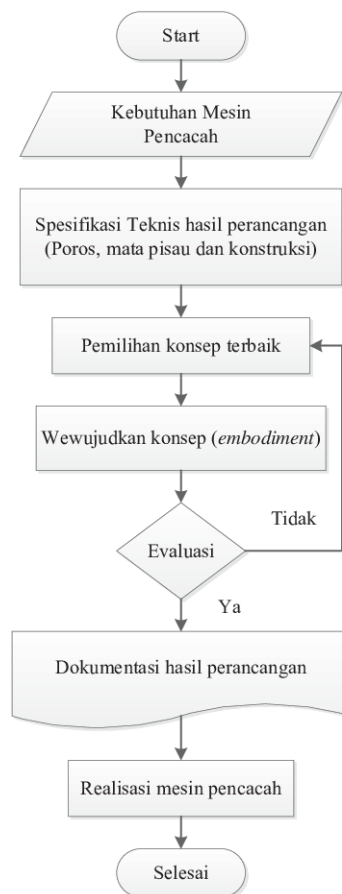 Start
Kebutuhan Mesin
Pencacah
Spesifikasi Teknis hasil perancangan
(Poros, mata pisau dan konstruksi)
Pemilihan konsep terbaik
Wewujudkan konsep (embodiment)
Evaluasi
Tidak
Ya
Dokumentasi hasil perancangan
Realisasi mesin pencacah
Selesai